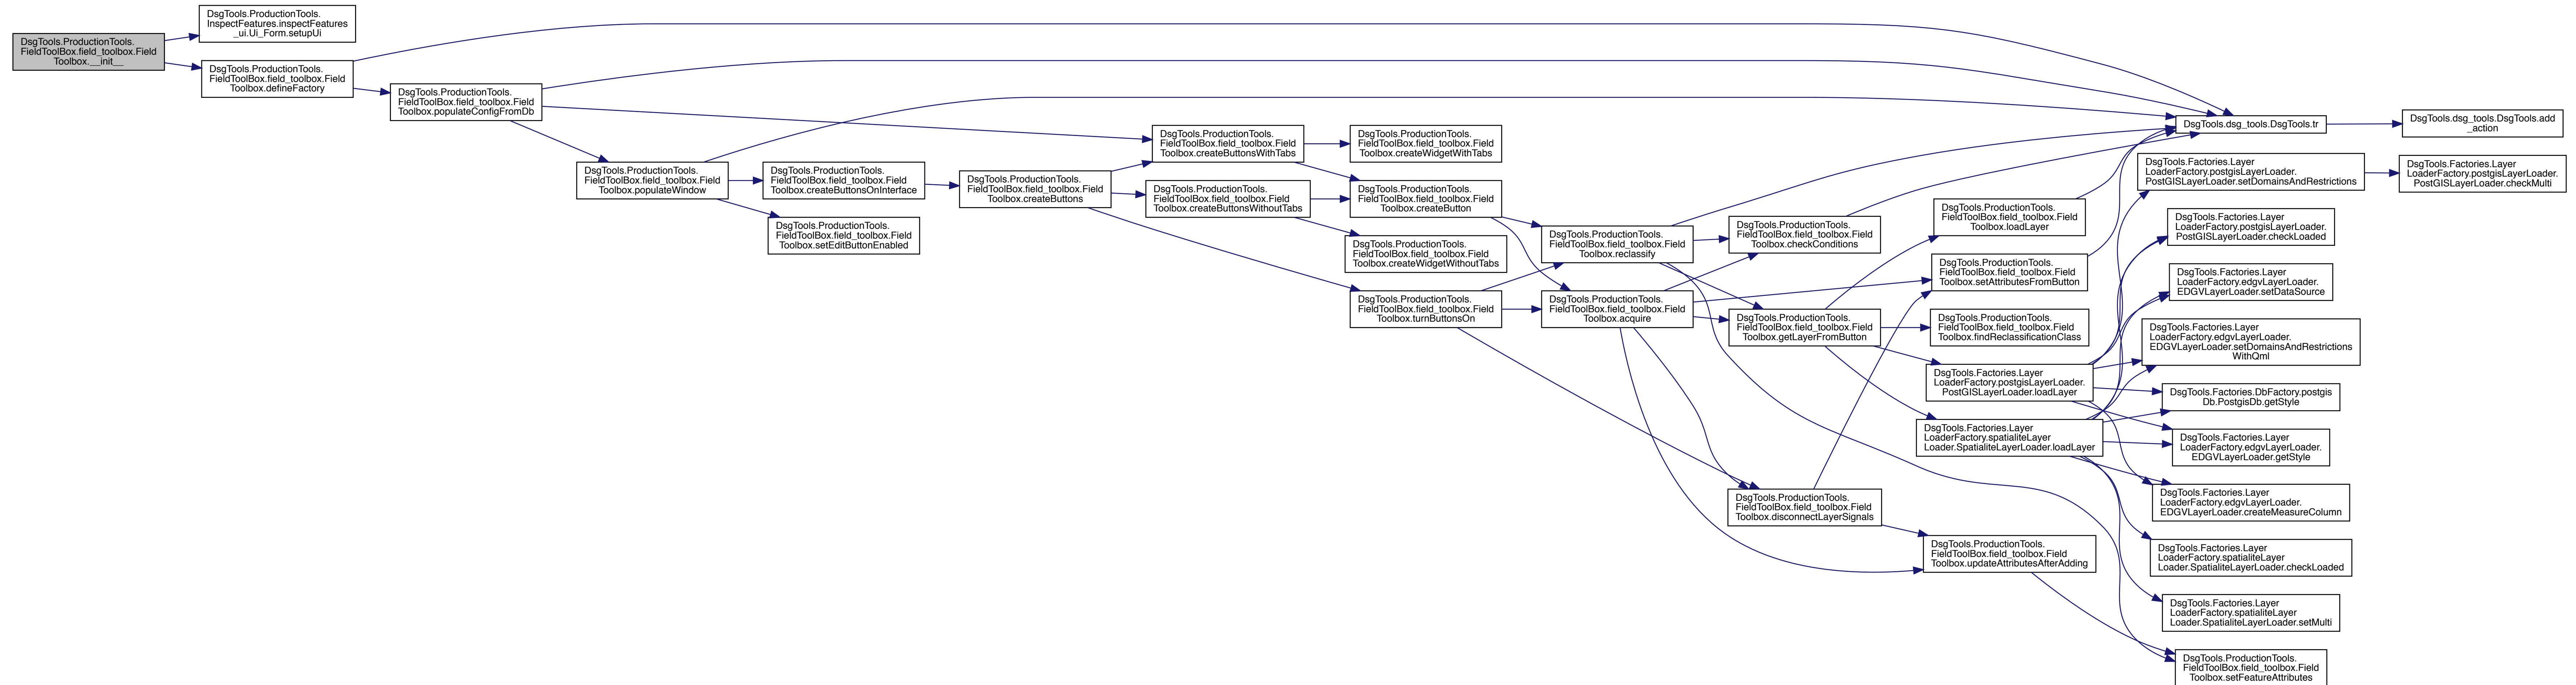 DsgTools.ProductionTools.
FieldToolBox.field_toolbox.Field
Toolbox.__init__
DsgTools.ProductionTools.
InspectFeatures.inspectFeatures
_ui.Ui_Form.setupUi
DsgTools.ProductionTools.
FieldToolBox.field_toolbox.Field
Toolbox.defineFactory
DsgTools.ProductionTools.
FieldToolBox.field_toolbox.Field
Toolbox.populateConfigFromDb
DsgTools.ProductionTools.
FieldToolBox.field_toolbox.Field
Toolbox.populateWindow
DsgTools.ProductionTools.
FieldToolBox.field_toolbox.Field
Toolbox.createButtonsOnInterface
DsgTools.ProductionTools.
FieldToolBox.field_toolbox.Field
Toolbox.setEditButtonEnabled
DsgTools.ProductionTools.
FieldToolBox.field_toolbox.Field
Toolbox.createButtons
DsgTools.ProductionTools.
FieldToolBox.field_toolbox.Field
Toolbox.createButtonsWithTabs
DsgTools.ProductionTools.
FieldToolBox.field_toolbox.Field
Toolbox.createButtonsWithoutTabs
DsgTools.ProductionTools.
FieldToolBox.field_toolbox.Field
Toolbox.createWidgetWithTabs
DsgTools.ProductionTools.
FieldToolBox.field_toolbox.Field
Toolbox.createButton
DsgTools.ProductionTools.
FieldToolBox.field_toolbox.Field
Toolbox.createWidgetWithoutTabs
DsgTools.ProductionTools.
FieldToolBox.field_toolbox.Field
Toolbox.turnButtonsOn
DsgTools.ProductionTools.
FieldToolBox.field_toolbox.Field
Toolbox.reclassify
DsgTools.ProductionTools.
FieldToolBox.field_toolbox.Field
Toolbox.acquire
DsgTools.ProductionTools.
FieldToolBox.field_toolbox.Field
Toolbox.checkConditions
DsgTools.ProductionTools.
FieldToolBox.field_toolbox.Field
Toolbox.getLayerFromButton
DsgTools.ProductionTools.
FieldToolBox.field_toolbox.Field
Toolbox.disconnectLayerSignals
DsgTools.ProductionTools.
FieldToolBox.field_toolbox.Field
Toolbox.loadLayer
DsgTools.ProductionTools.
FieldToolBox.field_toolbox.Field
Toolbox.setAttributesFromButton
DsgTools.ProductionTools.
FieldToolBox.field_toolbox.Field
Toolbox.findReclassificationClass
DsgTools.Factories.Layer
LoaderFactory.postgisLayerLoader.
PostGISLayerLoader.loadLayer
DsgTools.Factories.Layer
LoaderFactory.spatialiteLayer
Loader.SpatialiteLayerLoader.loadLayer
DsgTools.ProductionTools.
FieldToolBox.field_toolbox.Field
Toolbox.updateAttributesAfterAdding
DsgTools.dsg_tools.DsgTools.tr
DsgTools.dsg_tools.DsgTools.add
_action
DsgTools.Factories.Layer
LoaderFactory.postgisLayerLoader.
PostGISLayerLoader.setDomainsAndRestrictions
DsgTools.Factories.Layer
LoaderFactory.postgisLayerLoader.
PostGISLayerLoader.checkMulti
DsgTools.Factories.Layer
LoaderFactory.postgisLayerLoader.
PostGISLayerLoader.checkLoaded
DsgTools.Factories.Layer
LoaderFactory.edgvLayerLoader.
EDGVLayerLoader.setDataSource
DsgTools.Factories.Layer
LoaderFactory.edgvLayerLoader.
EDGVLayerLoader.setDomainsAndRestrictions
WithQml
DsgTools.Factories.DbFactory.postgis
Db.PostgisDb.getStyle
DsgTools.Factories.Layer
LoaderFactory.edgvLayerLoader.
EDGVLayerLoader.getStyle
DsgTools.Factories.Layer
LoaderFactory.edgvLayerLoader.
EDGVLayerLoader.createMeasureColumn
DsgTools.Factories.Layer
LoaderFactory.spatialiteLayer
Loader.SpatialiteLayerLoader.checkLoaded
DsgTools.Factories.Layer
LoaderFactory.spatialiteLayer
Loader.SpatialiteLayerLoader.setMulti
DsgTools.ProductionTools.
FieldToolBox.field_toolbox.Field
Toolbox.setFeatureAttributes